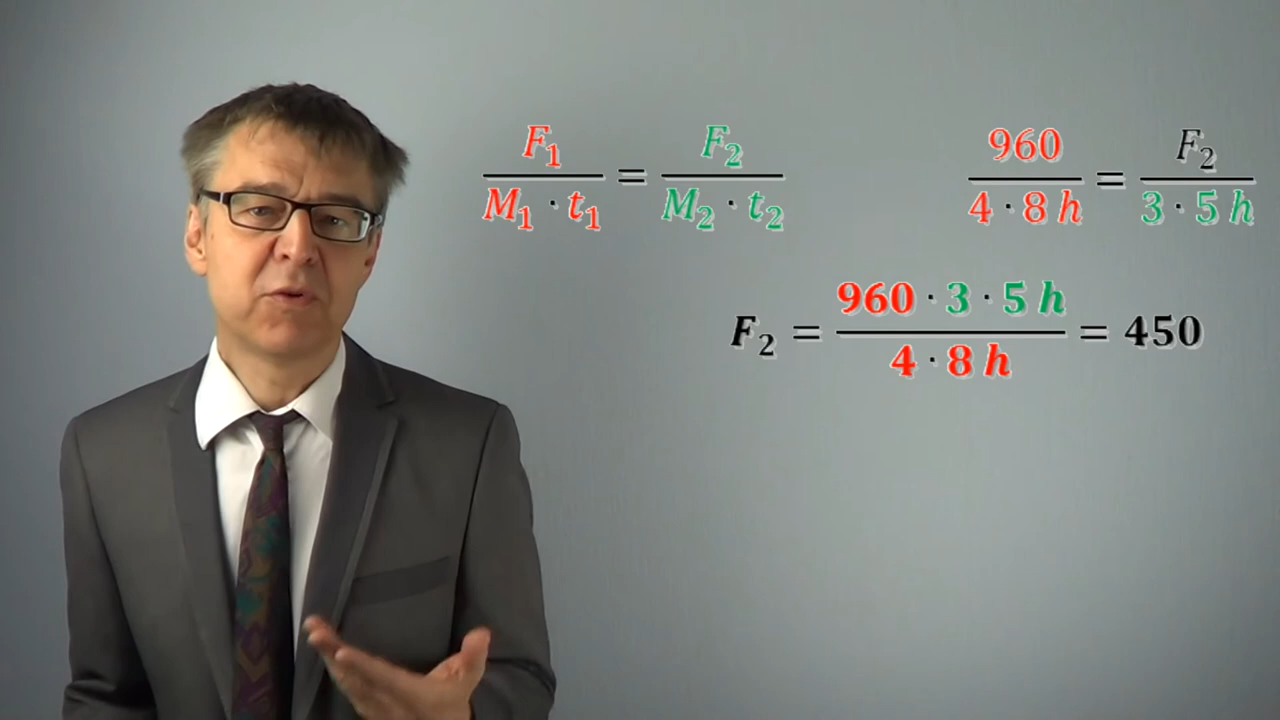 F₁ / (M₁ · t₁) = F₂ / (M₂ · t₂)
960 / (4 · 8 h) = F₂ / (3 · 5 h)
F₂ = (960 · 3 · 5 h) / (4 · 8 h) = 450